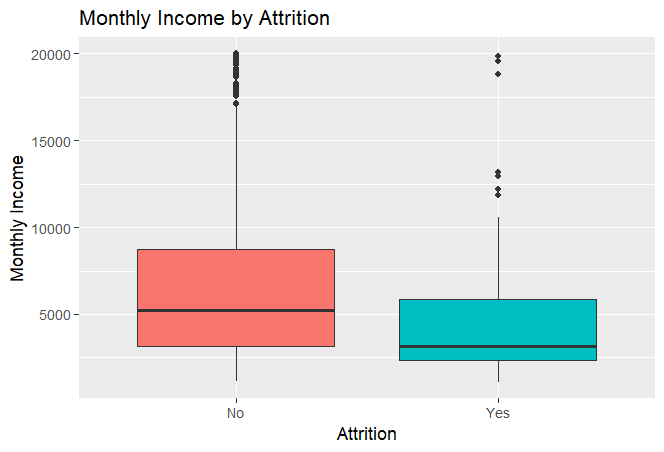 Monthly Income by Attrition
Monthly Income
20000
15000
10000
5000
No
Yes
Attrition